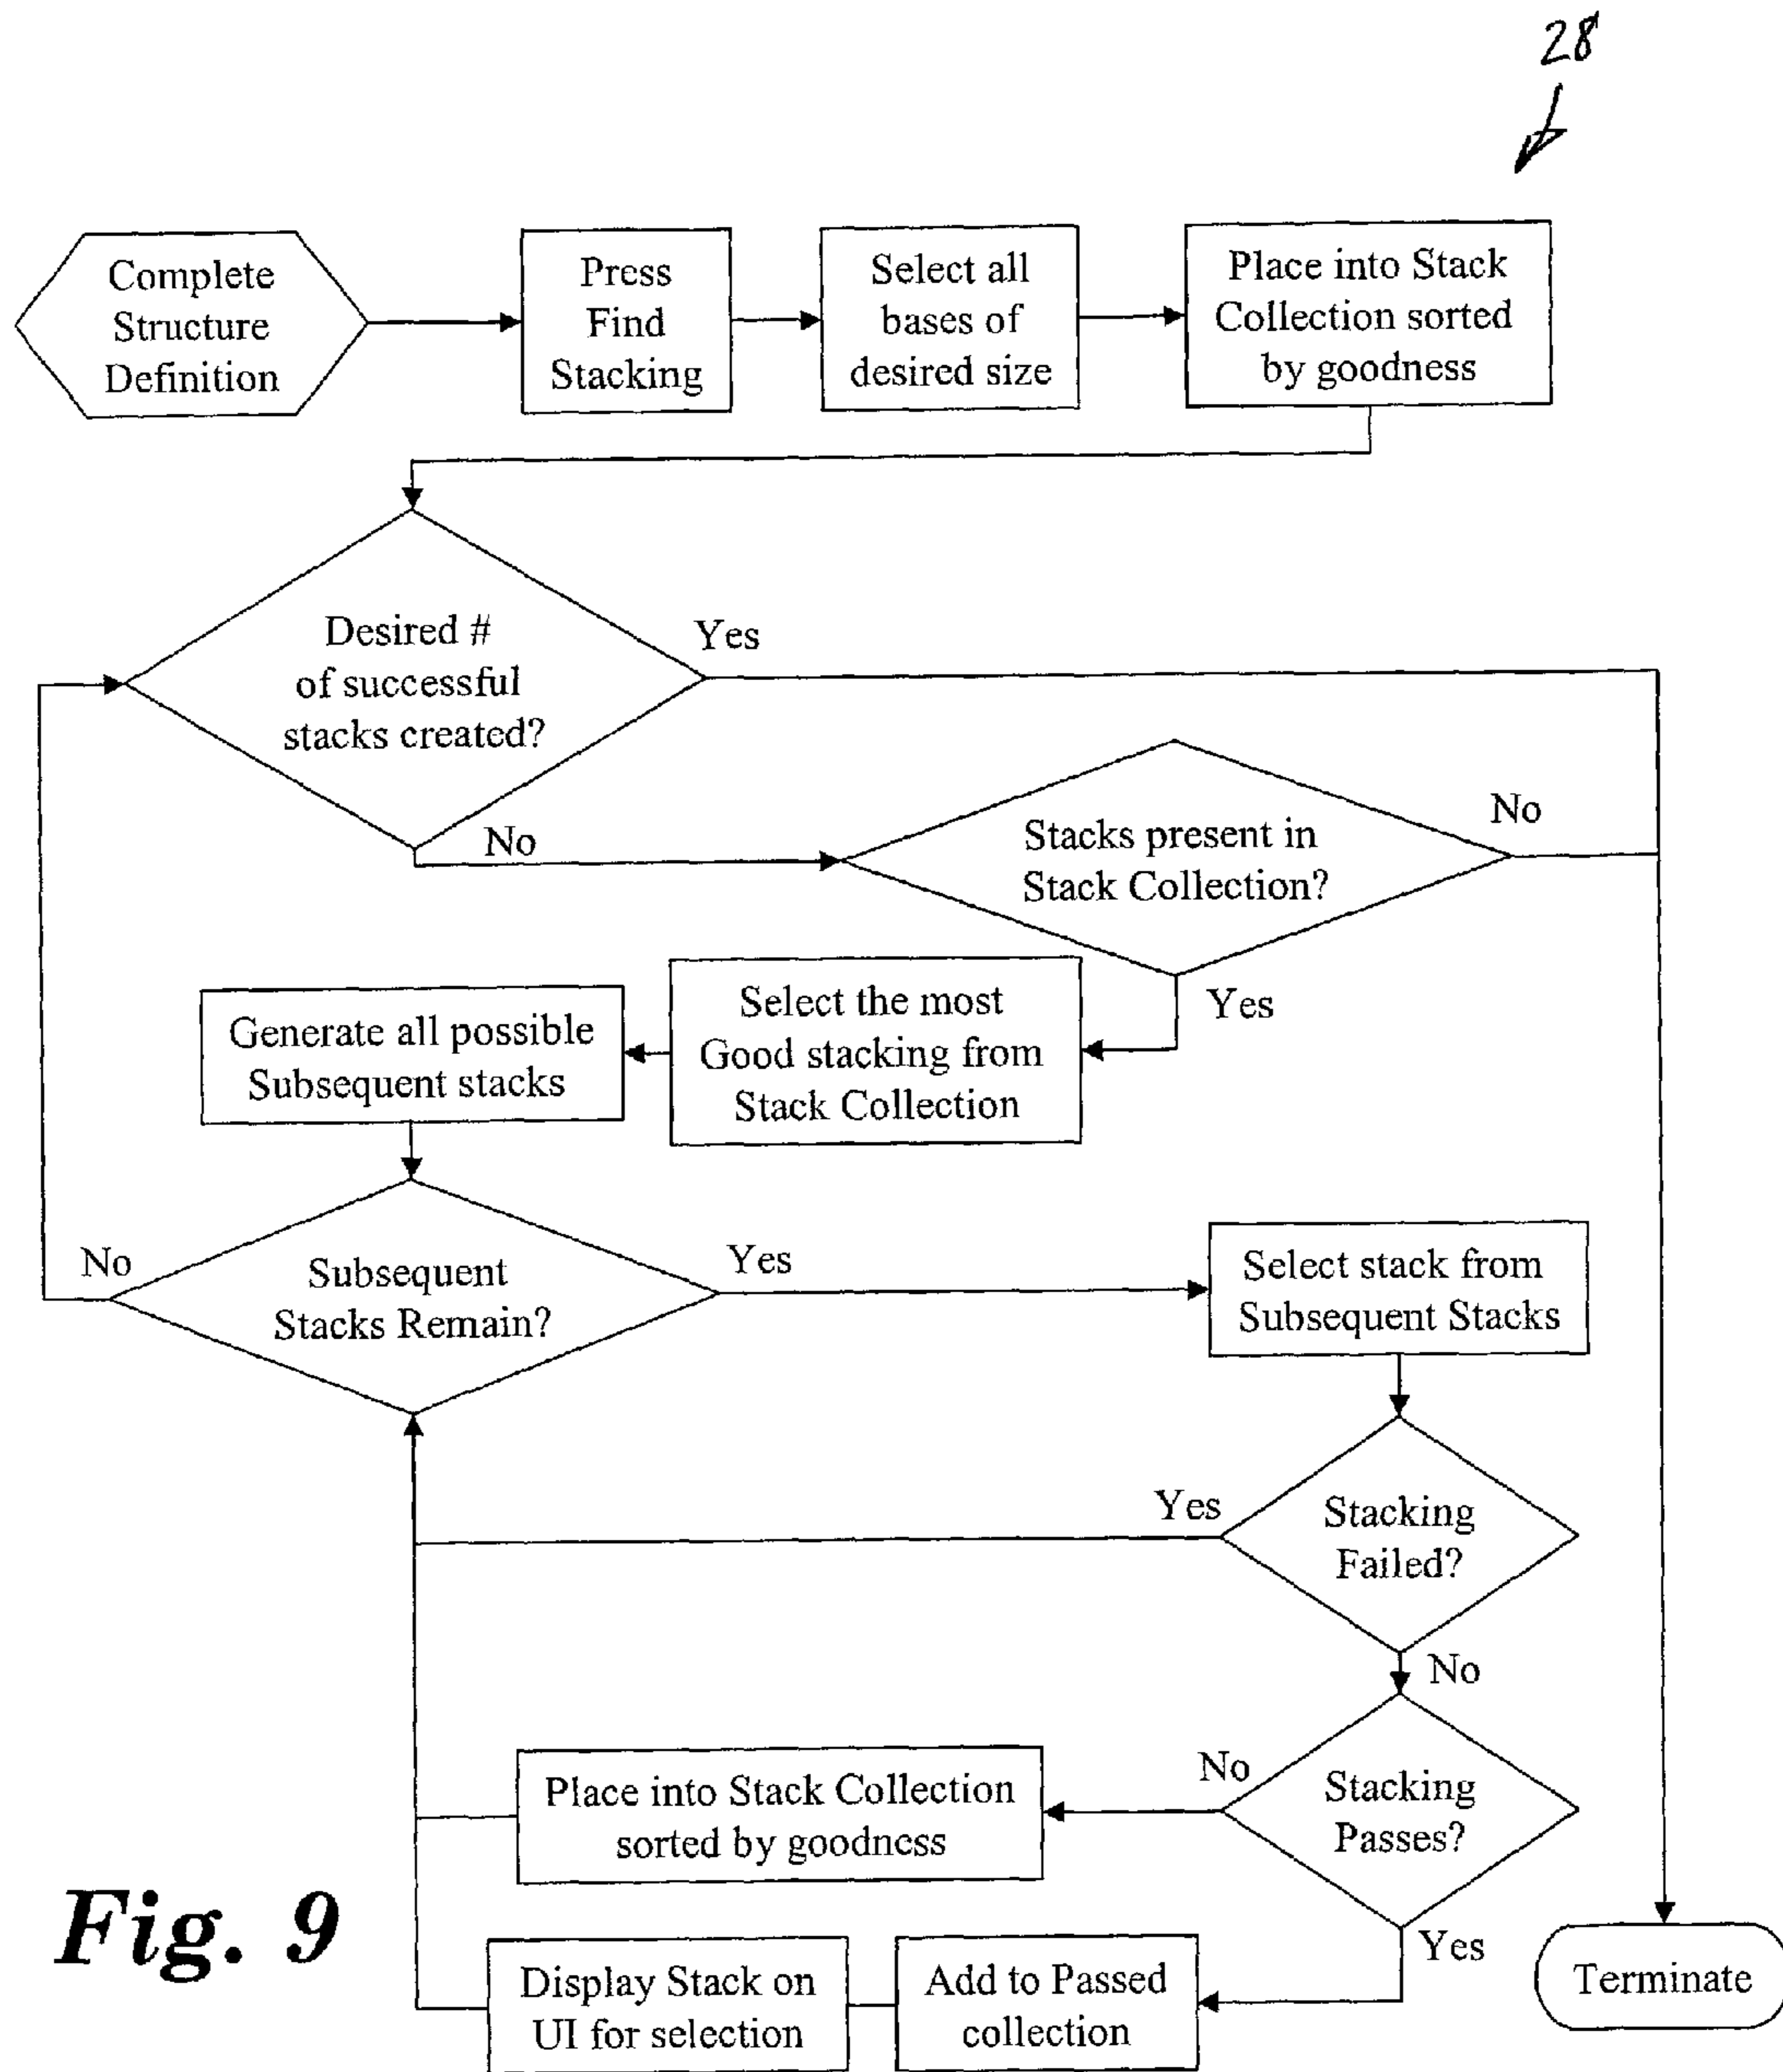 28
Complete
Structure
Definition
Press
Find
Stacking
Select all
bases of
desired size
Place into Stack
Collection sorted
by goodness
Desired #
of successful
stacks created?
Yes
No
Stacks present in
Stack Collection?
No
Yes
Select the most
Good stacking from
Stack Collection
Generate all possible
Subsequent stacks
No
Subsequent
Stacks Remain?
Yes
Select stack from
Subsequent Stacks
Yes
Stacking
Failed?
No
No
Stacking
Passes?
Place into Stack Collection
sorted by goodness
Yes
Add to Passed
collection
Display Stack on
UI for selection
Terminate
Fig. 9